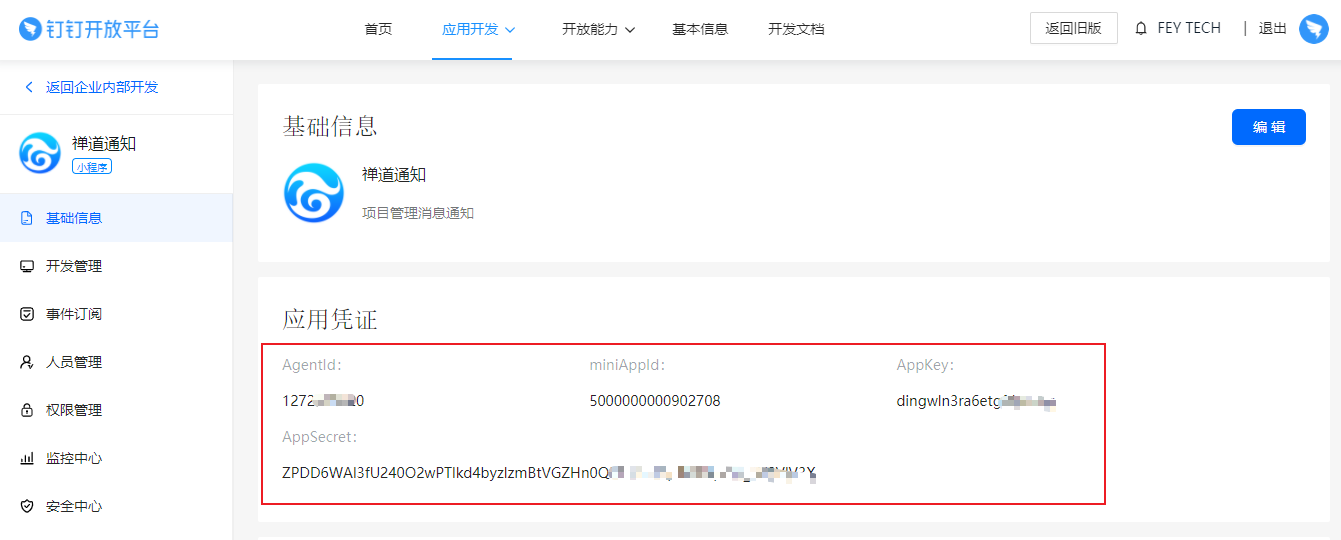 钉钉开放平台 首页 应用开发 开放能力 基本信息 开发文档 返回旧版 FEY TECH | 退出
返回企业内部开发
禅道通知
小程序
基础信息
开发管理
事件订阅
人员管理
权限管理
监控中心
安全中心
基础信息
编 辑
禅道通知
项目管理消息通知
应用凭证
AgentId: miniAppId: AppKey:
5000000000902708
AppSecret: